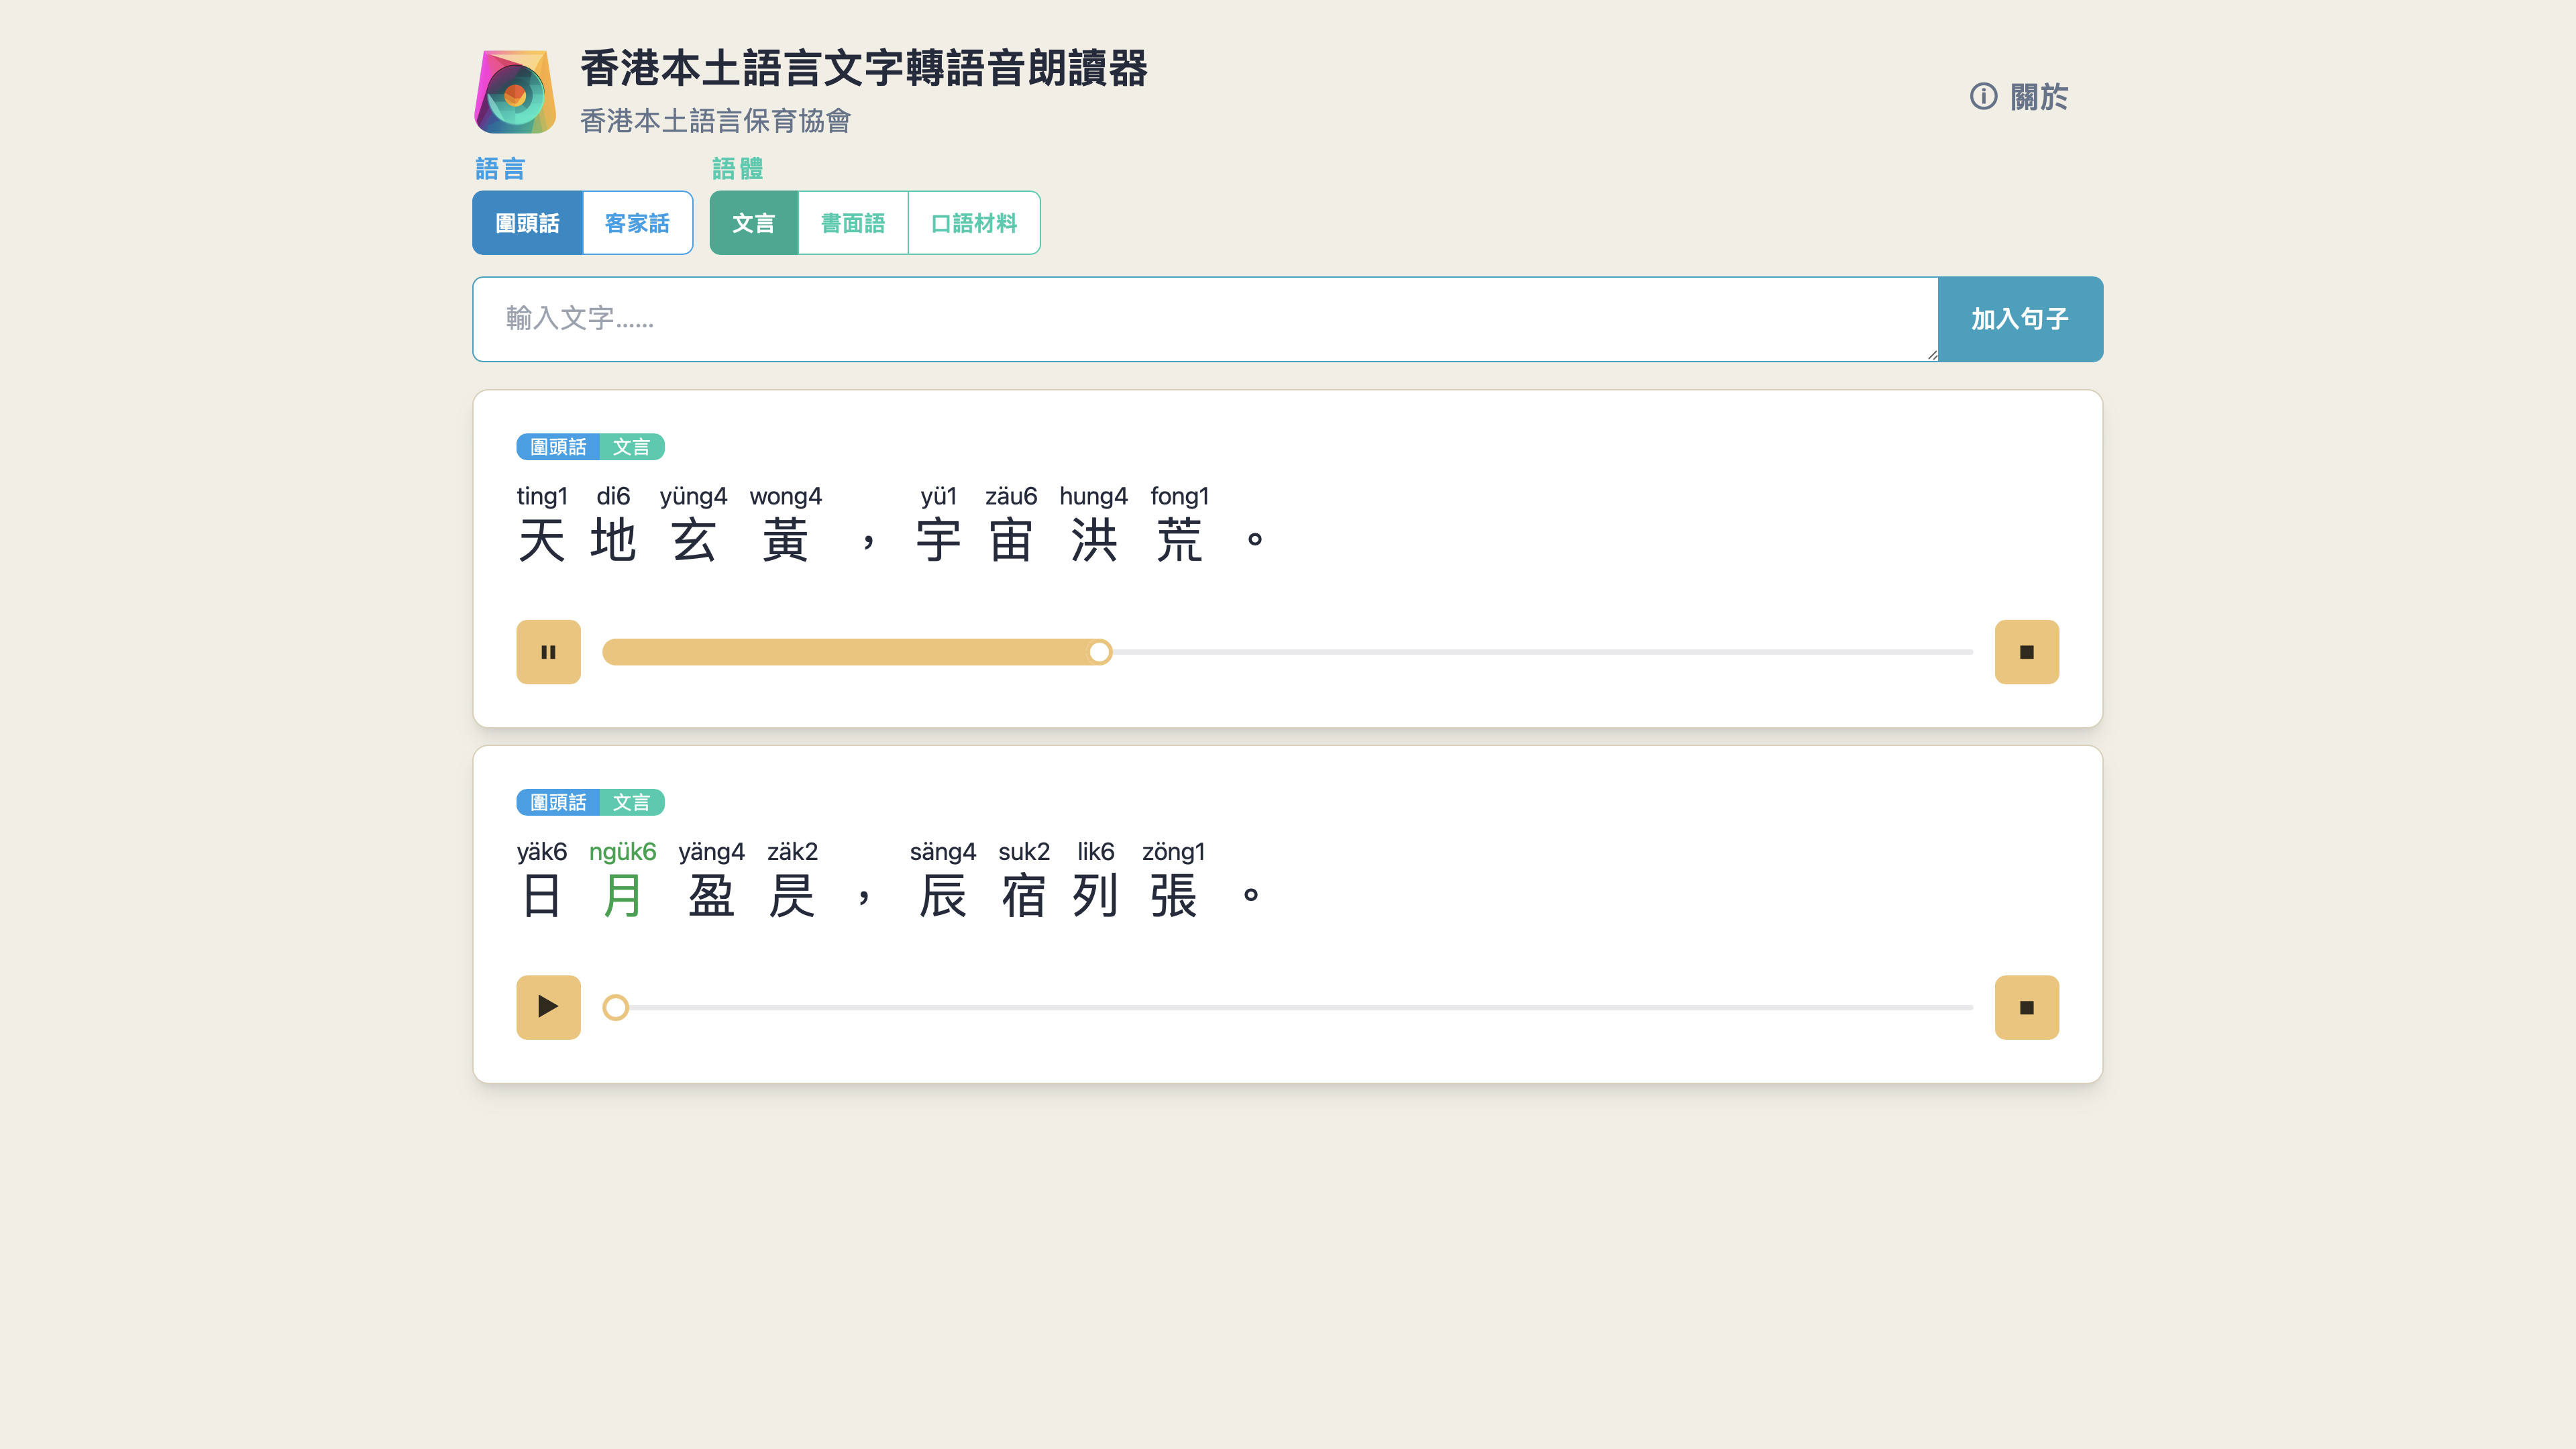 香港本土語言文字轉語音朗讀器
香港本土語言保育協會
關於
語言
語體
圍頭話 客家話
文言 書面語 口語材料
輸入文字……
加入句子
圍頭話 文言
ting1 di6 yüng4 wong4 yü1 zäu6 hung4 fong1
天地玄黃，宇宙洪荒。
圍頭話 文言
yäk6 ngük6 yäng4 zäk2 säng4 suk2 lik6 zöng1
日月盈昃，辰宿列張。